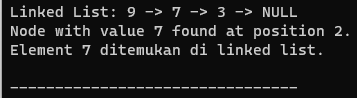 Linked List: 9 -> 7 -> 3 -> NULL
Node with value 7 found at position 2.
Element 7 ditemukan di linked list.
--------------------------------